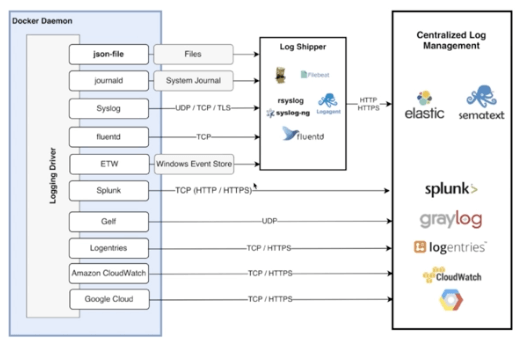 Docker Daemon
Logging Driver
json-file
Files
journald
System Journal
Syslog
UDP / TCP / TLS
fluentd
TCP
ETW
Windows Event Store
Splunk
TCP (HTTP / HTTPS)
Gelf
UDP
Logentries
TCP / HTTPS
Amazon CloudWatch
TCP / HTTPS
Google Cloud
TCP / HTTPS
Log Shipper
Filebeat
rsyslog
Logagent
syslog-ng
fluentd
HTTP
HTTPS
Centralized Log
Management
elastic
sematext
splunk>
graylog
logentries
CloudWatch